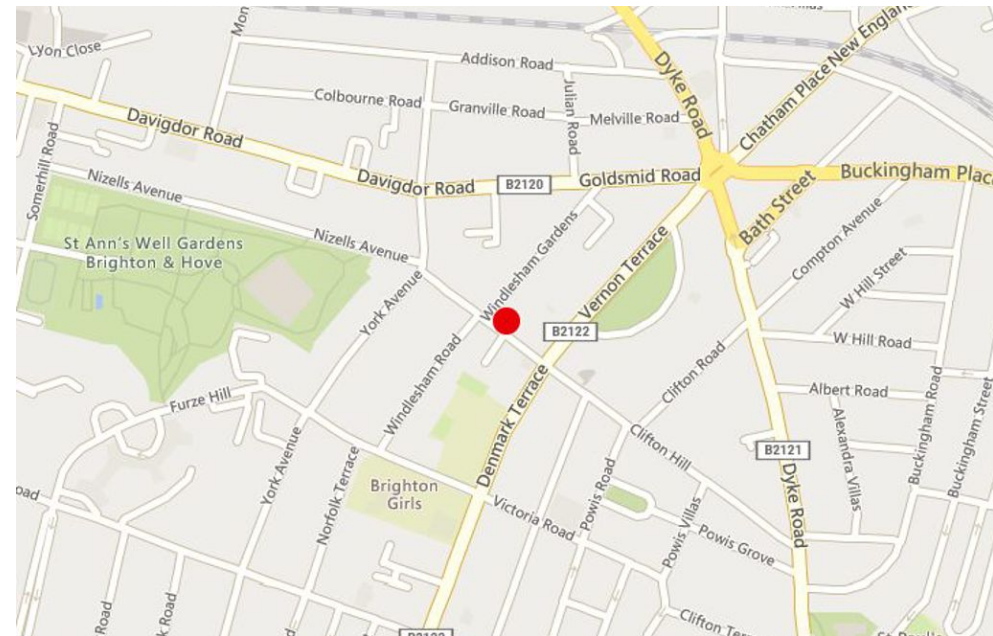 Lyon Close
Mon
Addison Road
Dyke Road
Chatham Place
New England
Colbourne Road
Granville Road
Julian Road
Melville Road
Davigdor Road
Somerhill Road
Nizells Avenue
Davigdor Road
B2120
Goldsmid Road
Buckingham Plac
Bath Street
St Ann's Well Gardens
Brighton & Hove
Nizells Avenue
Windlesham Gardens
Vernon Terrace
Compton Avenue
W Hill Street
York Avenue
B2122
W Hill Road
Windlesham Road
Clifton Road
Albert Road
Furze Hill
Denmark Terrace
Clifton Hill
Alexandra Villas
Buckingham Road
Buckingham Street
B2121
Dyke Road
York Avenue
Norfolk Terrace
Brighton
Girls
Victoria Road
Powis Road
Powis Villas
Powis Grove
oad
k Road
Road
Clifton Ter